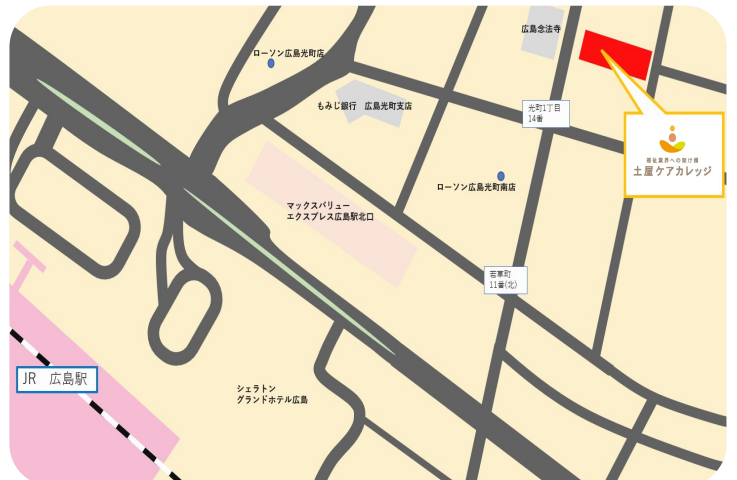 広島念法寺
ローソン広島光町店
もみじ銀行 広島光町支店
光町1丁目
14番
福祉業界への架け橋
土屋ケアカレッジ
ローソン広島光町南店
マックスバリュー
エクスプレス広島駅北口
若草町
11番(北)
JR 広島駅
シェラトン
グランドホテル広島